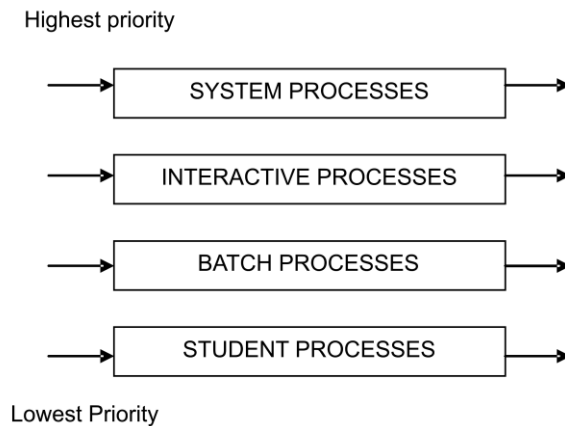 Highest priority
SYSTEM PROCESSES
INTERACTIVE PROCESSES
BATCH PROCESSES
STUDENT PROCESSES
Lowest Priority